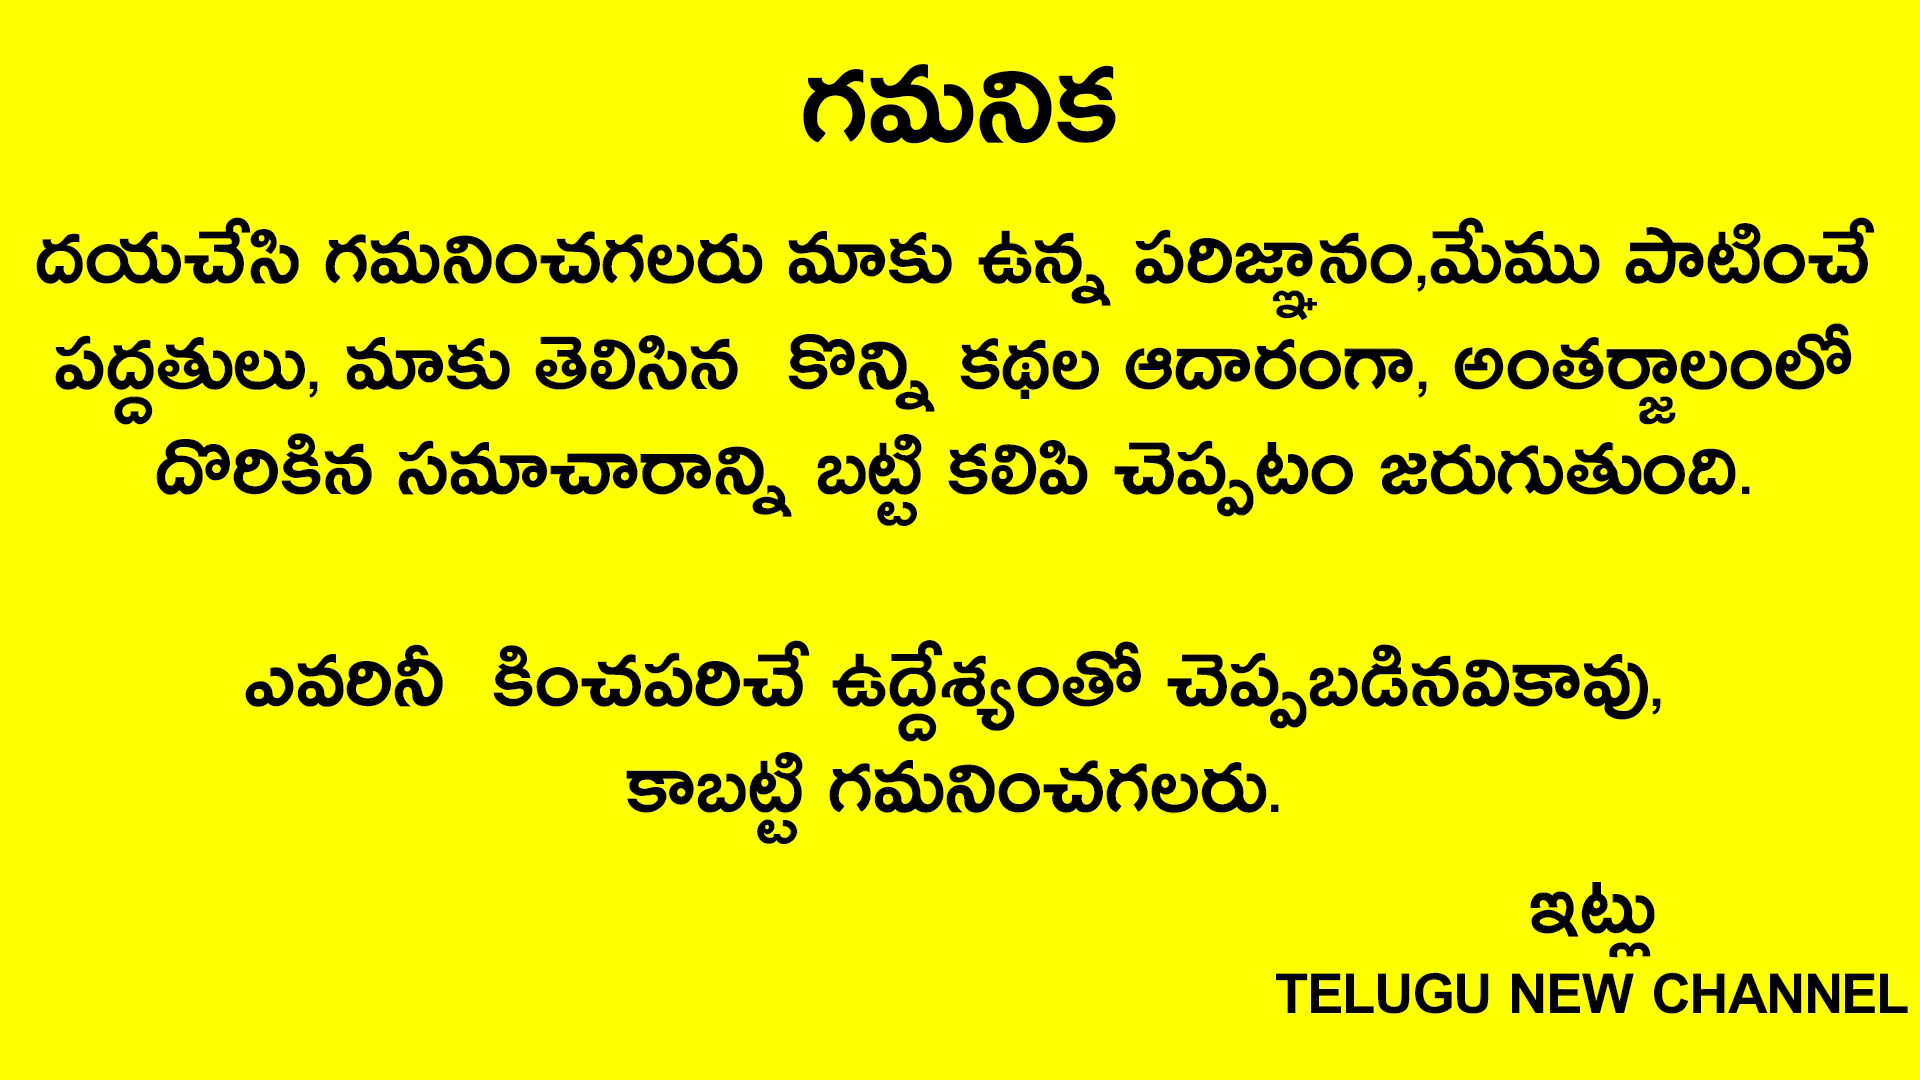 గమనిక
దయచేసి గమనించగలరు మాకు ఉన్న పరిజ్ఞానం,మేము పాటించే
పద్దతులు, మాకు తెలిసిన కొన్ని కథల ఆదారంగా, అంతర్జాలంలో
దొరికిన సమాచారాన్ని బట్టి కలిపి చెప్పటం జరుగుతుంది.
ఎవరినీ కించపరిచే ఉద్దేశ్యంతో చెప్పబడినవికావు,
కాబట్టి గమనించగలరు.
ఇట్లు
TELUGU NEW CHANNEL